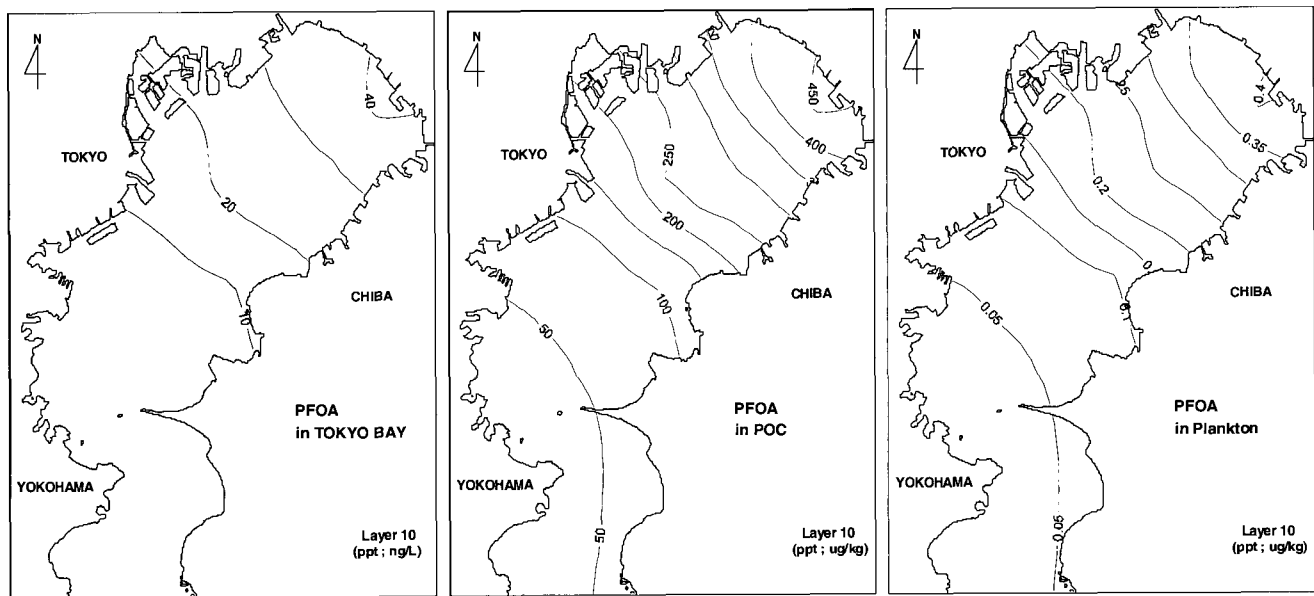 N
TOKYO
40
20
10
CHIBA
PFOA
in TOKYO BAY
YOKOHAMA
Layer 10
(ppt ; ng/L)
N
TOKYO
450
400
250
200
100
50
CHIBA
PFOA
in POC
YOKOHAMA
50
Layer 10
(ppt ; ug/kg)
N
TOKYO
0.4
0.35
0.2
0.05
CHIBA
PFOA
in Plankton
YOKOHAMA
0.05
Layer 10
(ppt ; ug/kg)